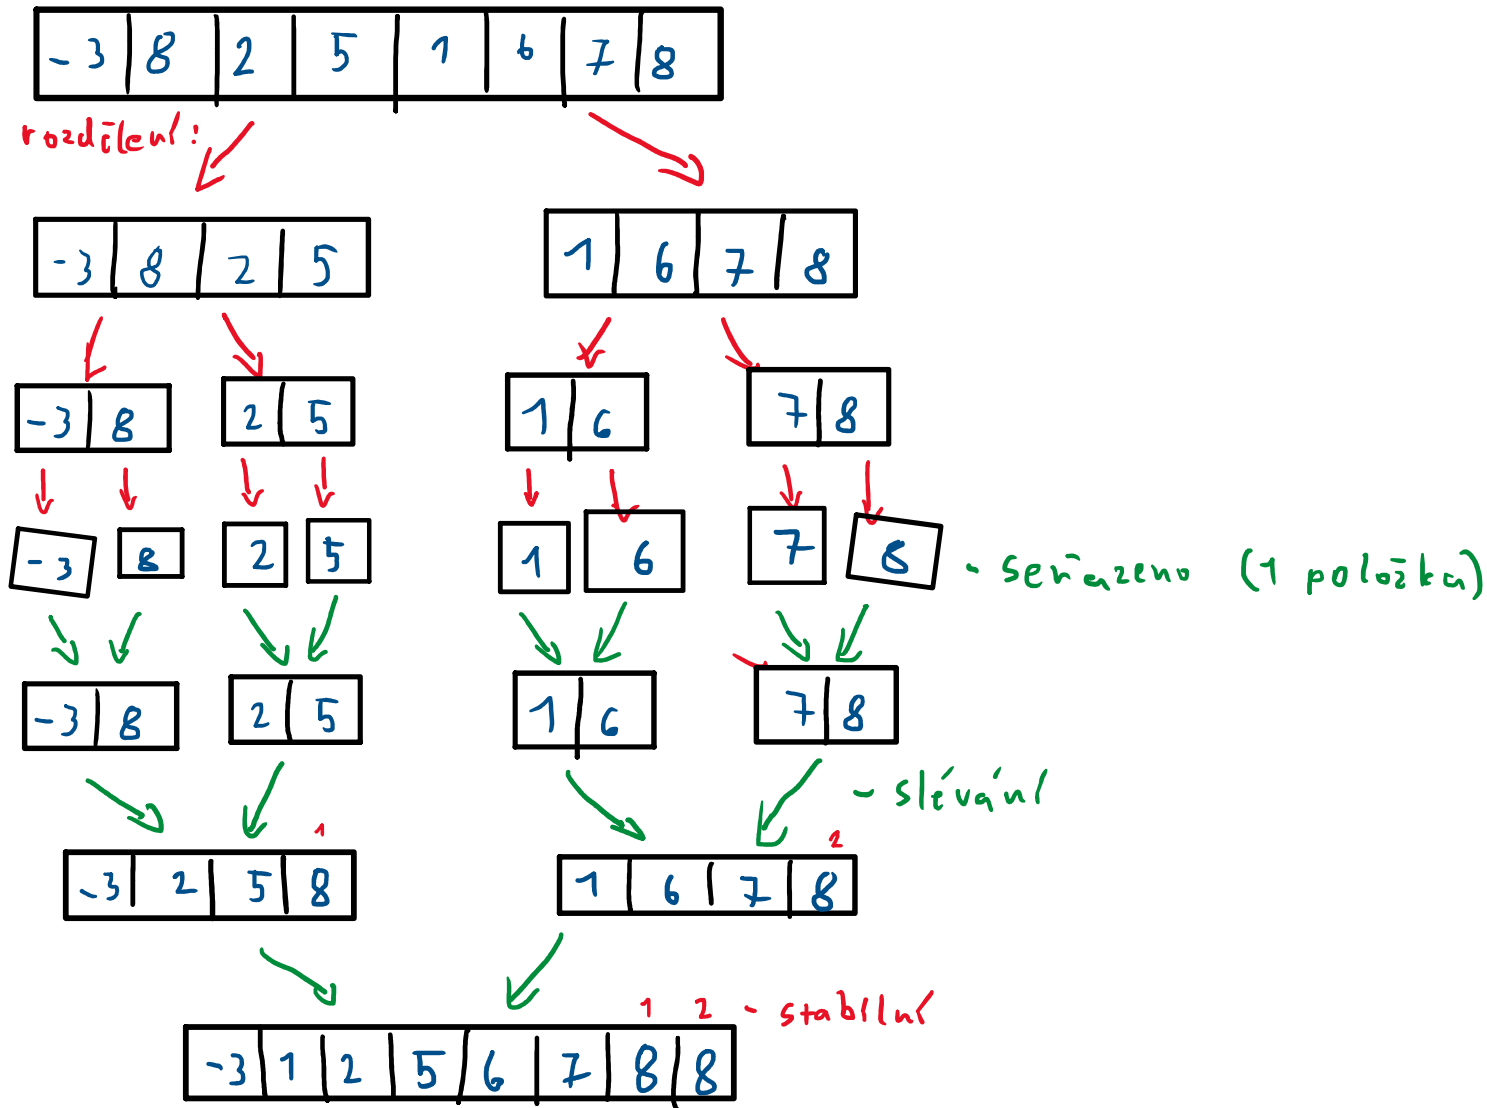 -3 8 2 5 1 6 7 8
rozdělení:
-3 8 2 5 1 6 7 8
-3 8 2 5 1 6 7 8
-3 8 2 5 1 6 7 8 - seřazeno (1 položka)
-3 8 2 5 1 6 7 8
- slévání
1 2
-3 2 5 8 1 6 7 8
1 2 - stabilní
-3 1 2 5 6 7 8 8